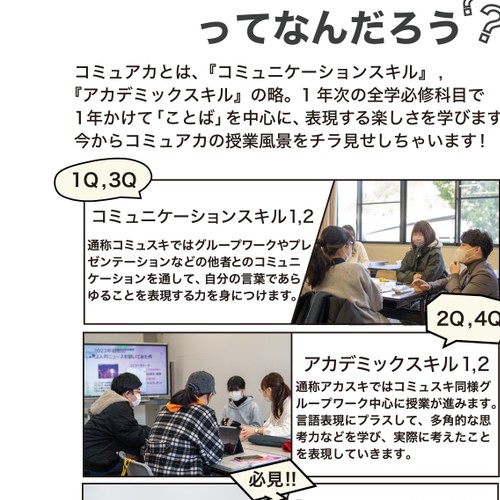 ってなんだろう
?
コミュアカとは、『コミュニケーションスキル』,
『アカデミックスキル』の略。1年次の全学必修科目で
1年かけて「ことば」を中心に、表現する楽しさを学びます
今からコミュアカの授業風景をチラ見せしちゃいます!
1Q,3Q
コミュニケーションスキル1,2
通称コミュスキではグループワークやプレ
ゼンテーションなどの他者とのコミュニ
ケーションを通して、自分の言葉であら
ゆることを表現する力を身につけます。
2Q,4Q
アカデミックスキル1,2
通称アカスキではコミュスキ同様グ
ループワーク中心に授業が進みます。
言語表現にプラスして、多角的な思
考力などを学び、実際に考えたこと
を表現していきます。
必見!!